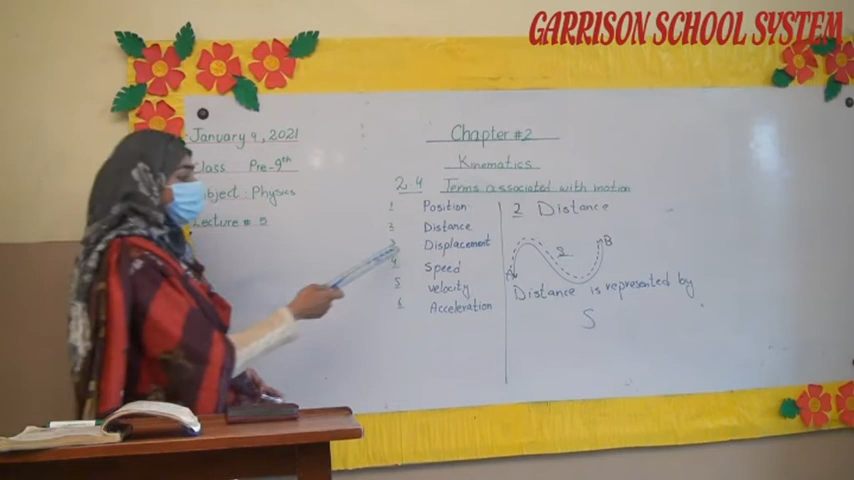 GARRISON SCHOOL SYSTEM
January 9, 2021
Class Pre-9th
Subject: Physics
Lecture # 5
Chapter #2
Kinematics
2.4 Terms associated with motion
1 Position
2 Distance
3 Displacement
4 Speed
5 velocity
6 Acceleration
2 Distance
A S B
Distance is represented by
S